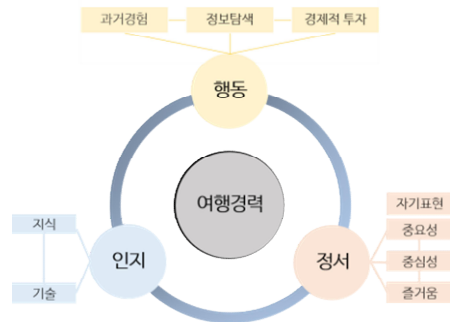 과거경험 정보탐색 경제적 투자
행동
여행경력
자기표현
지식 중요성
인지 정서 중심성
기술 즐거움